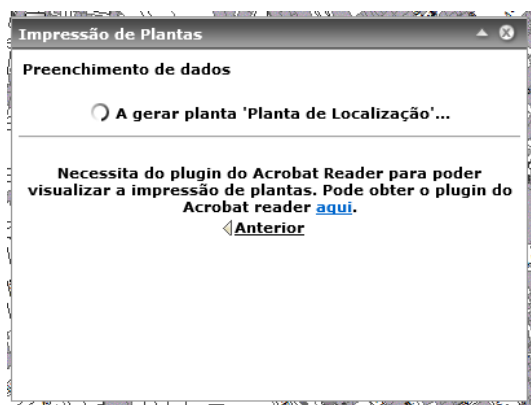 Impressão de Plantas
Preenchimento de dados
A gerar planta 'Planta de Localização'...
Necessita do plugin do Acrobat Reader para poder
visualizar a impressão de plantas. Pode obter o plugin do
Acrobat reader aqui.
Anterior